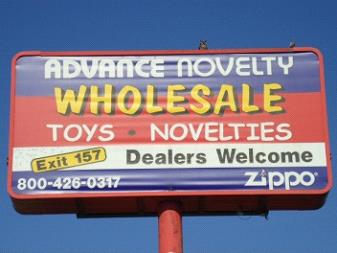 ADVANCE NOVELTY
WHOLESALE
TOYS • NOVELTIES
Exit 157 Dealers Welcome
800-426-0317 Zippo